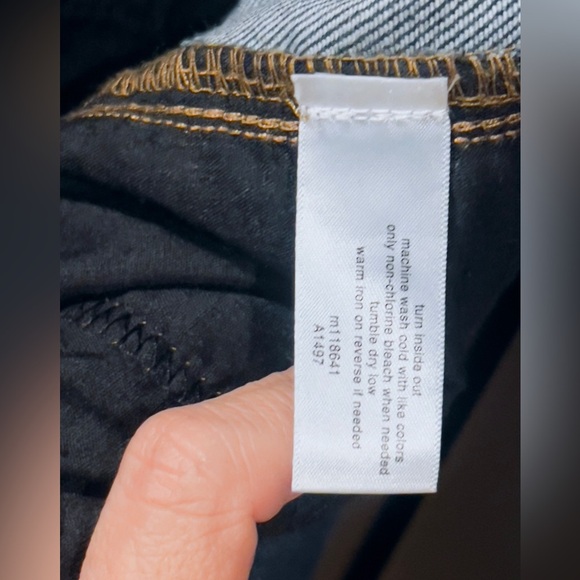 turn inside out
machine wash cold with like colors
only non-chlorine bleach when needed
tumble dry low
warm iron on reverse if needed
rn118641
A1497